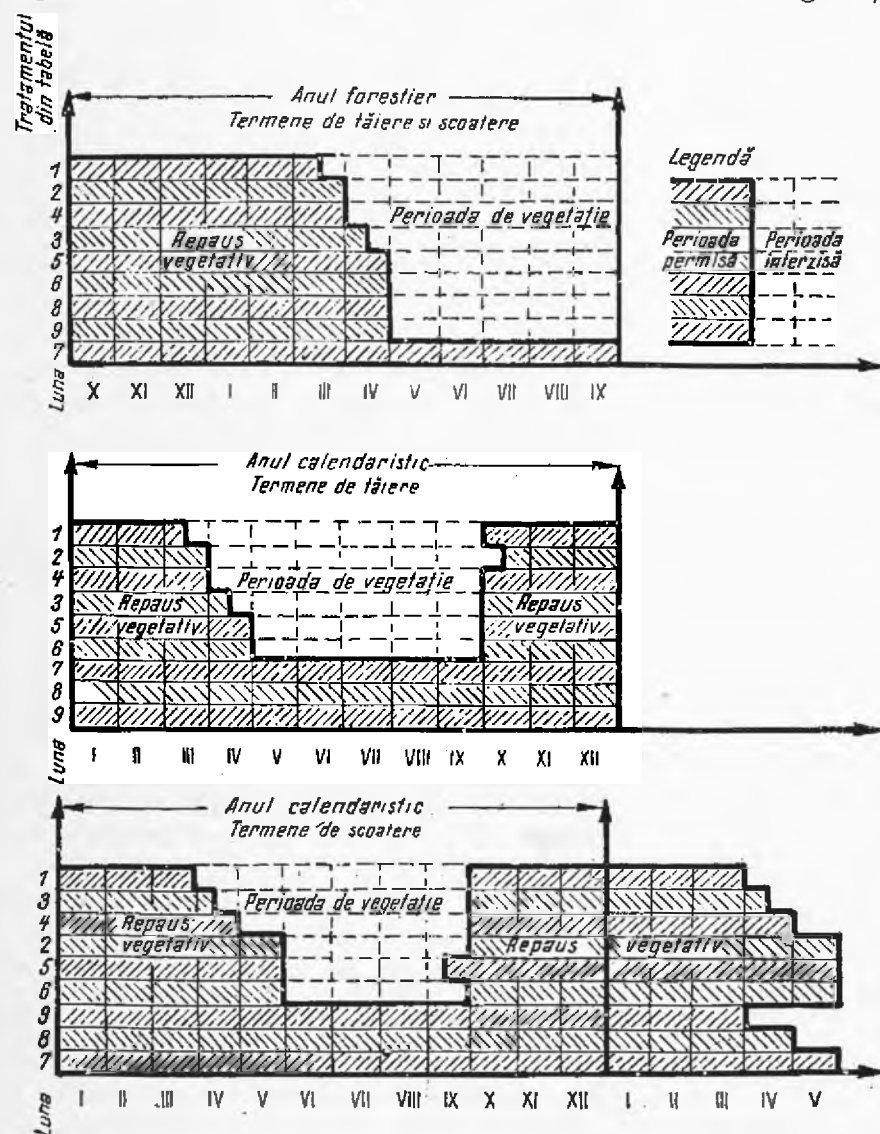 Tratamentul
din tabelă
Anul forestier
Termene de tăiere si scoatere
1
2
4
3
5
6
8
9
7
Repaus
vegetativ
Perioada de vegetație
Legendă
Perioada
permisă
Perioada
interzisă
Luna
X XI XII I II III IV V VI VII VIII IX
Anul calendaristic
Termene de tăiere
1
2
4
3
5
6
7
8
9
Repaus
vegetativ
Perioada de vegetație
Repaus
vegetativ
Luna
I II III IV V VI VII VIII IX X XI XII
Anul calendaristic
Termene de scoatere
1
3
4
2
5
6
9
8
7
Repaus
vegetativ
Perioada de vegetație
Repaus vegetativ
Luna
I II III IV V VI VII VIII IX X XI XII I II III IV V